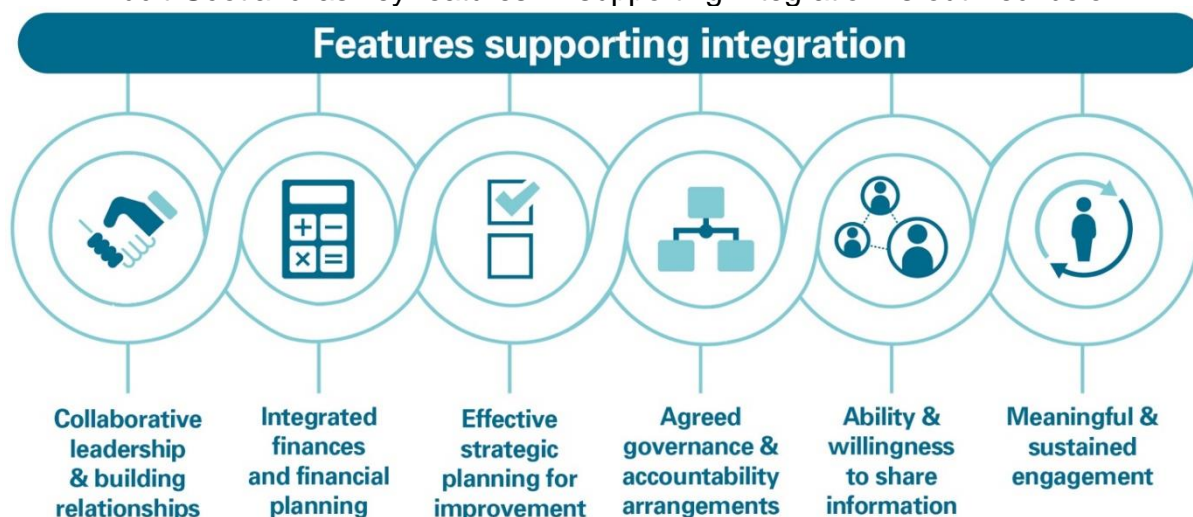 Features supporting integration
Collaborative
leadership
& building
relationships
Integrated
finances
and financial
planning
Effective
strategic
planning for
improvement
Agreed
governance &
accountability
arrangements
Ability &
willingness
to share
information
Meaningful &
sustained
engagement